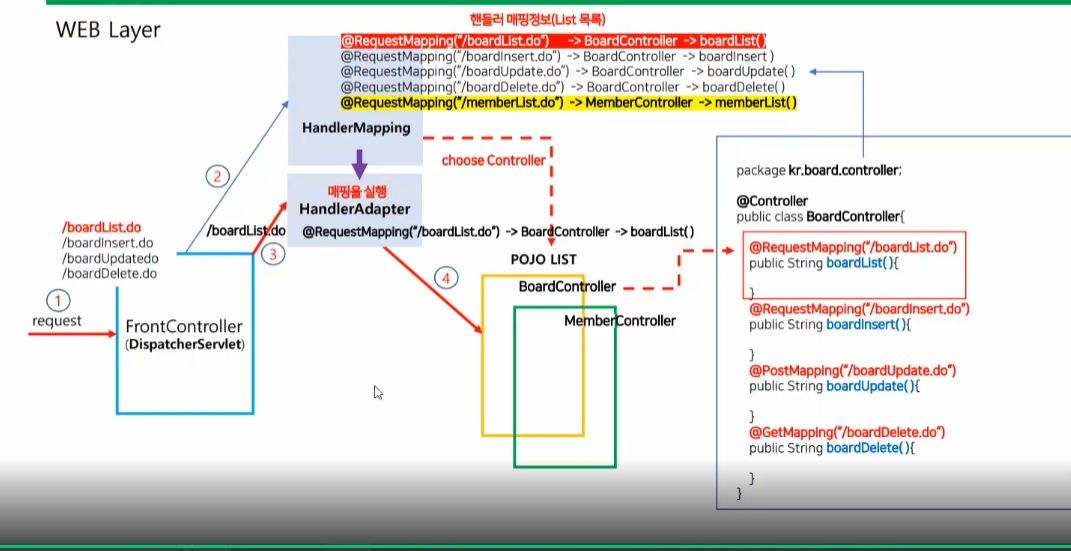 WEB Layer
핸들러 매핑정보(List 목록)
@RequestMapping("/boardList.do") -> BoardController -> boardList()
@RequestMapping("/boardInsert.do") -> BoardController -> boardInsert )
@RequestMapping("/boardUpdate.do") -> BoardController -> boardUpdate( )
@RequestMapping("/boardDelete.do") -> BoardController -> boardDelete( )
@RequestMapping("/memberList.do") -> MemberController -> memberList( )
HandlerMapping
choose Controller
2
매핑을 실행
HandlerAdapter
@RequestMapping("/boardList.do") -> BoardController -> boardList( )
/boardList.do
3
/boardList.do
/boardInsert.do
/boardUpdatedo
/boardDelete.do
1
request
FrontController
(DispatcherServlet)
4
POJO LIST
BoardController
MemberController
package kr.board.controller;
@Controller
public class BoardController{
@RequestMapping("/boardList.do")
public String boardList(){
}
@RequestMapping("/boardInsert.do")
public String boardInsert(){
}
@PostMapping("/boardUpdate.do")
public String boardUpdate(){
}
@GetMapping("/boardDelete.do")
public String boardDelete(){
}
}